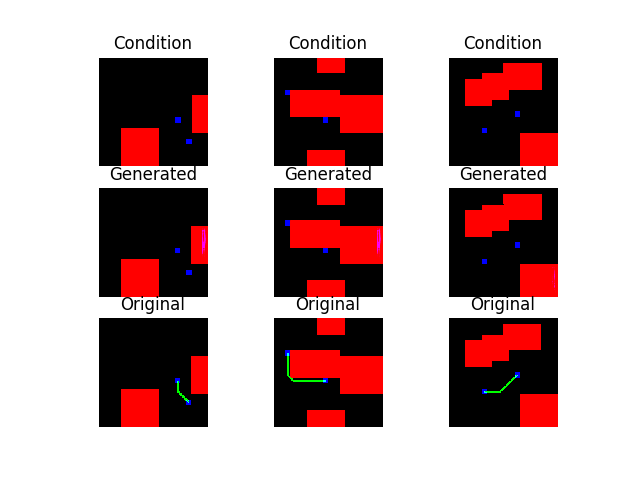 Condition Condition Condition
Generated Generated Generated
Original Original Original